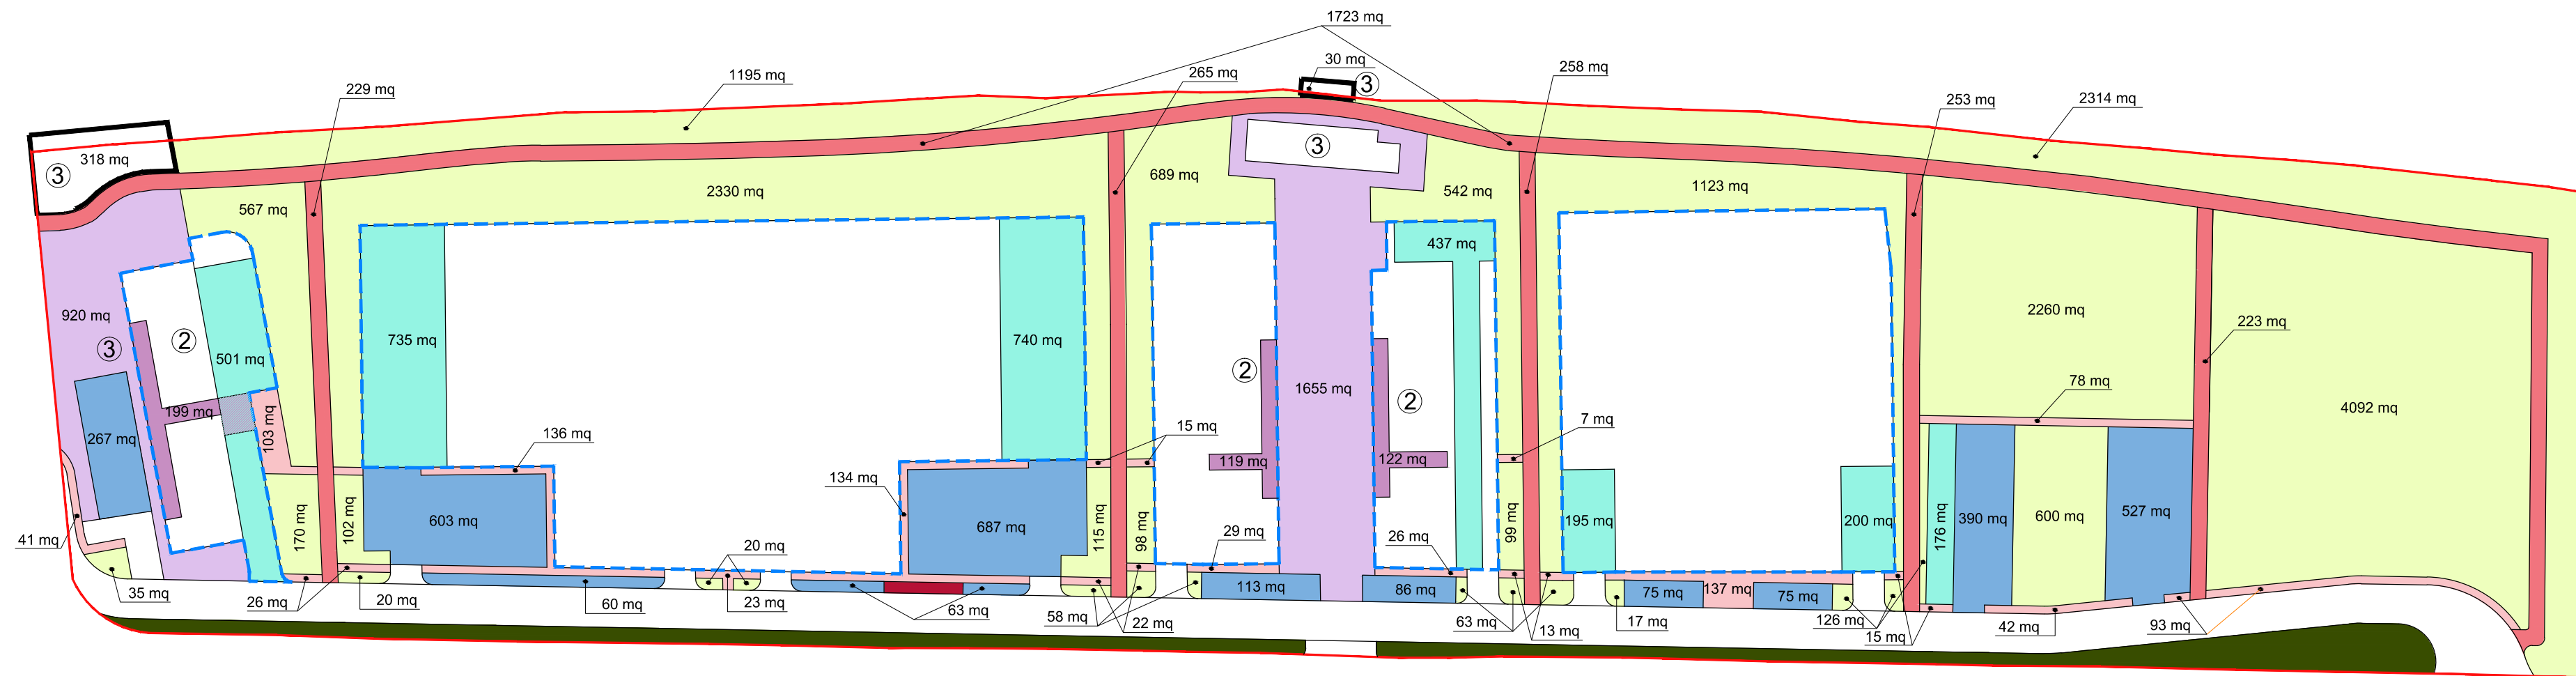 1723 mq
30 mq
3
265 mq
258 mq
1195 mq
229 mq
253 mq
2314 mq
318 mq
3
3
689 mq
2330 mq
542 mq
1123 mq
567 mq
437 mq
920 mq
3
2
501 mq
735 mq
740 mq
2
1655 mq
2
2260 mq
223 mq
78 mq
4092 mq
199 mq
103 mq
267 mq
136 mq
15 mq
7 mq
119 mq
122 mq
134 mq
603 mq
687 mq
170 mq
102 mq
115 mq
98 mq
99 mq
195 mq
200 mq
176 mq
390 mq
600 mq
527 mq
41 mq
20 mq
29 mq
26 mq
35 mq
26 mq
20 mq
60 mq
23 mq
63 mq
58 mq
22 mq
113 mq
86 mq
63 mq
13 mq
75 mq
137 mq
75 mq
17 mq
126 mq
15 mq
42 mq
93 mq